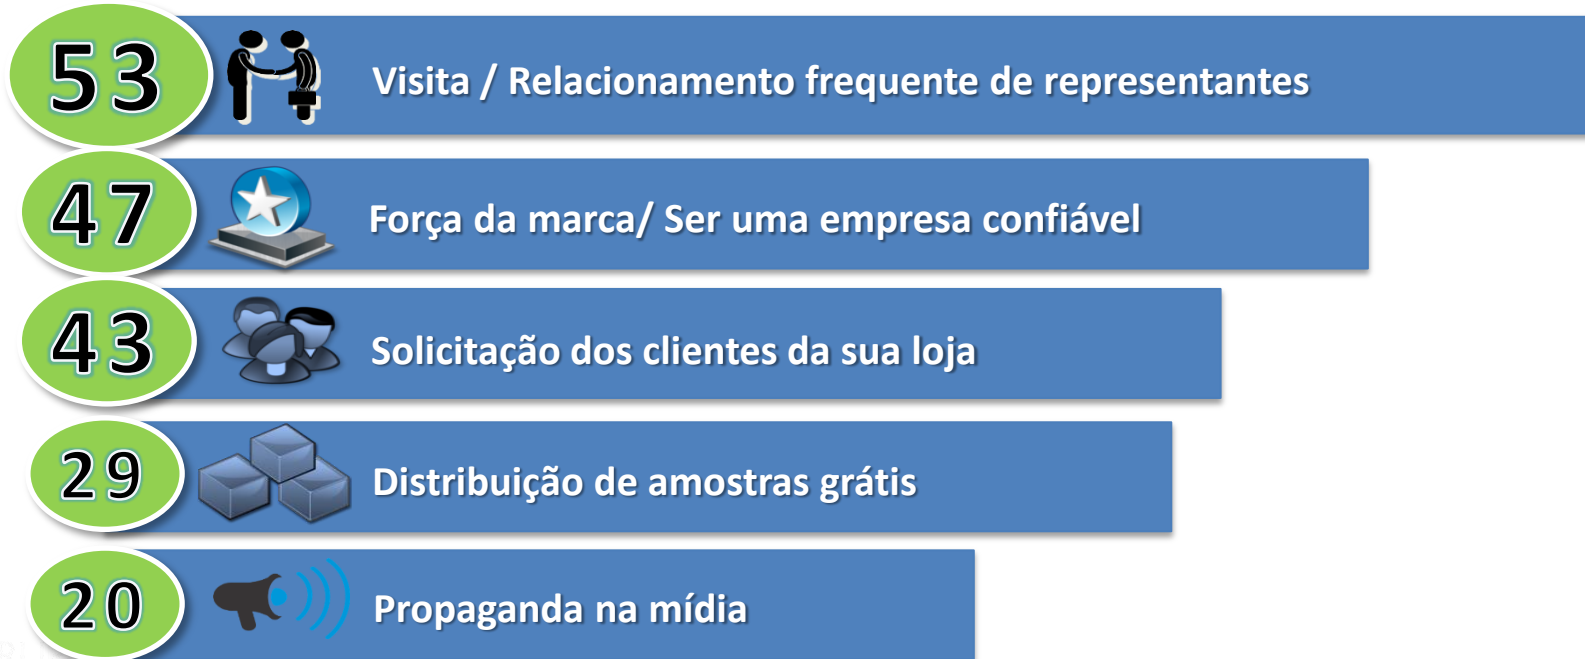 53
Visita / Relacionamento frequente de representantes
47
Força da marca/ Ser uma empresa confiável
43
Solicitação dos clientes da sua loja
29
Distribuição de amostras grátis
20
Propaganda na mídia